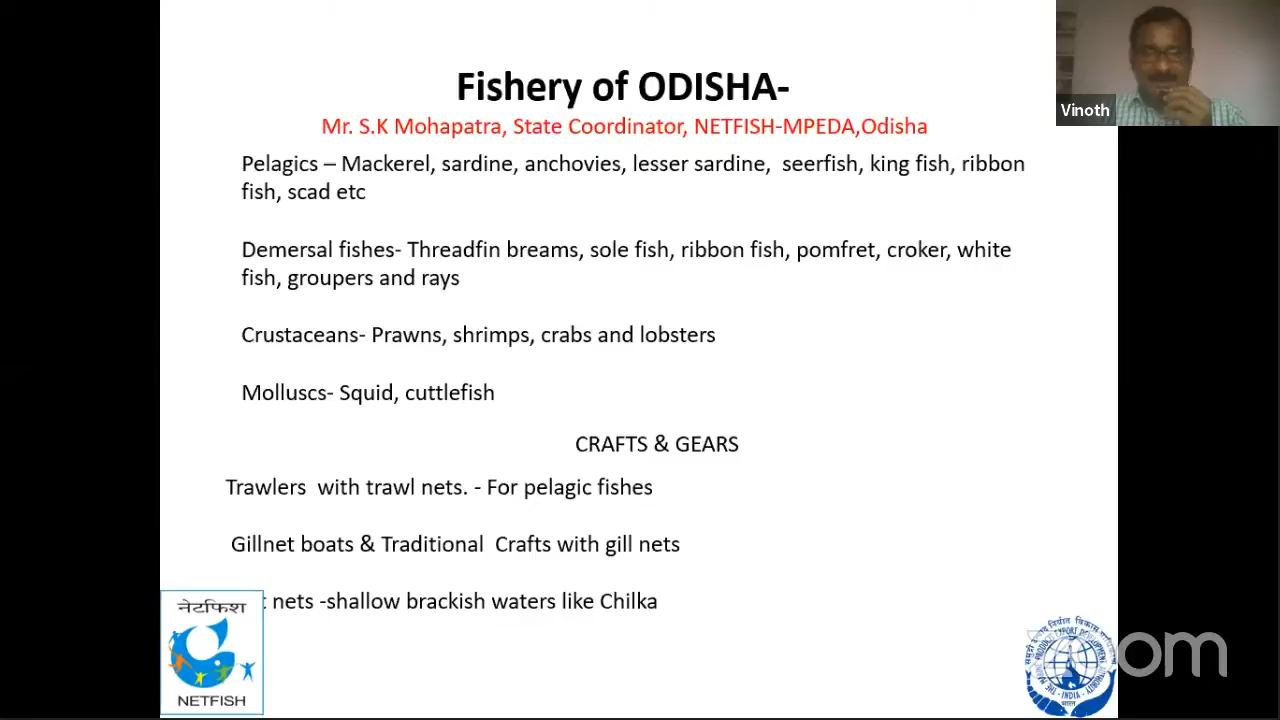 Fishery of ODISHA-
Mr. S.K Mohapatra, State Coordinator, NETFISH-MPEDA,Odisha
Vinoth
Pelagics – Mackerel, sardine, anchovies, lesser sardine, seerfish, king fish, ribbon
fish, scad etc
Demersal fishes- Threadfin breams, sole fish, ribbon fish, pomfret, croker, white
fish, groupers and rays
Crustaceans- Prawns, shrimps, crabs and lobsters
Molluscs- Squid, cuttlefish
CRAFTS & GEARS
Trawlers with trawl nets. - For pelagic fishes
Gillnet boats & Traditional Crafts with gill nets
nets -shallow brackish waters like Chilka
नेटफिश
NETFISH